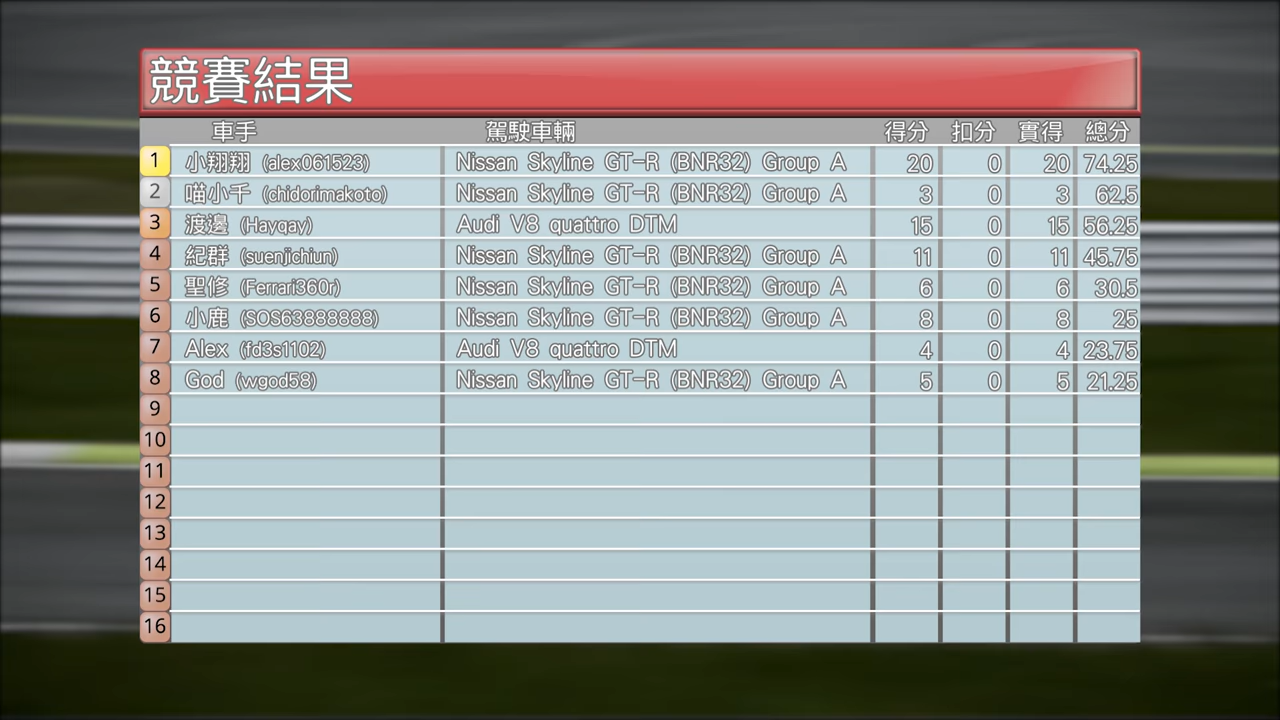 競賽結果
車手 駕駛車輛 得分 扣分 實得 總分
1 小翔翔 (alex061523) Nissan Skyline GT-R (BNR32) Group A 20 0 20 74.25
2 喵小千 (chidorimakoto) Nissan Skyline GT-R (BNR32) Group A 3 0 3 62.5
3 渡邊 (Hayqay) Audi V8 quattro DTM 15 0 15 56.25
4 紀群 (suenjichiun) Nissan Skyline GT-R (BNR32) Group A 11 0 11 45.75
5 聖修 (Ferrari360r) Nissan Skyline GT-R (BNR32) Group A 6 0 6 30.5
6 小鹿 (SOS63888888) Nissan Skyline GT-R (BNR32) Group A 8 0 8 25
7 Alex (fd3s1102) Audi V8 quattro DTM 4 0 4 23.75
8 God (wgod58) Nissan Skyline GT-R (BNR32) Group A 5 0 5 21.25
9
10
11
12
13
14
15
16